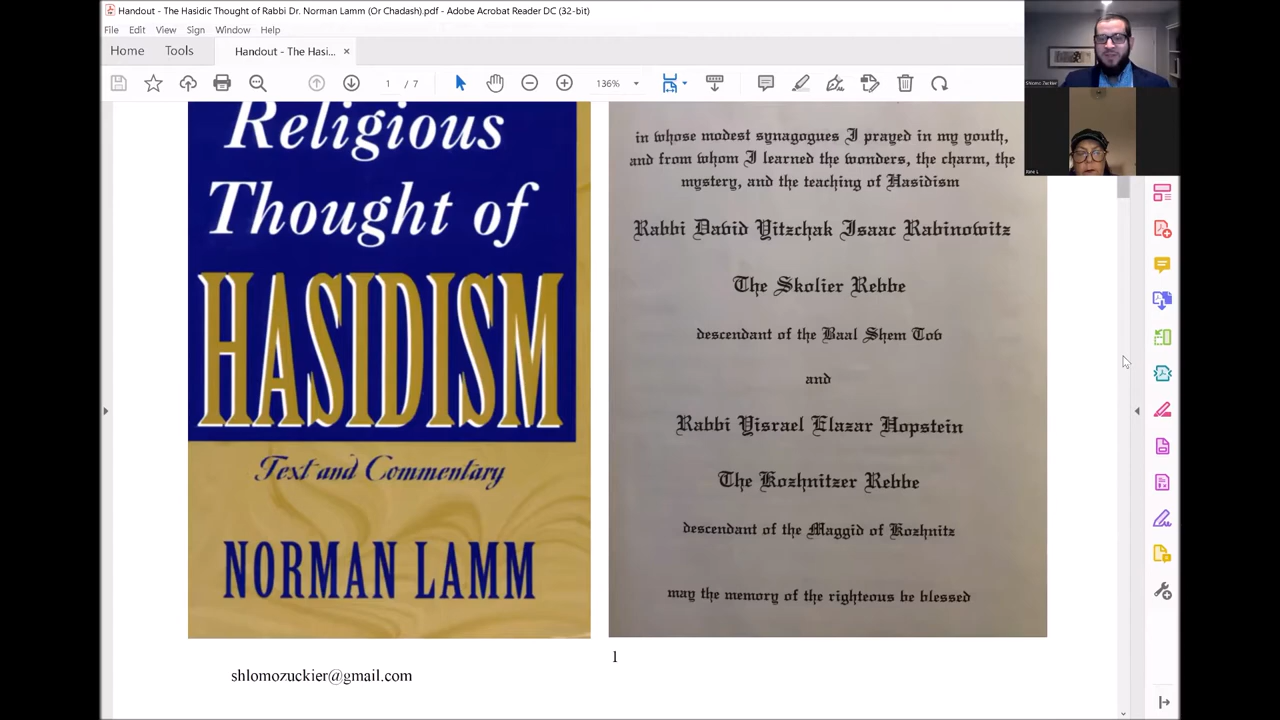 Handout - The Hasidic Thought of Rabbi Dr. Norman Lamm (Or Chadash).pdf - Adobe Acrobat Reader DC (32-bit)
File Edit View Sign Window Help
Home Tools Handout - The Hasi... ×
1 / 7 136%
Religious
Thought of
HASIDISM
Text and Commentary
NORMAN LAMM
in whose modest synagogues I prayed in my youth,
and from whom I learned the wonders, the charm, the
mystery, and the teaching of Hasidism
Rabbi David Yitzchak Isaac Rabinowitz
The Skolier Rebbe
descendant of the Baal Shem Tov
and
Rabbi Yisrael Elazar Hopstein
The Kozhnitzer Rebbe
descendant of the Maggid of Kozhnitz
may the memory of the righteous be blessed
1
shlomozuckier@gmail.com
Shlomo Zuckier